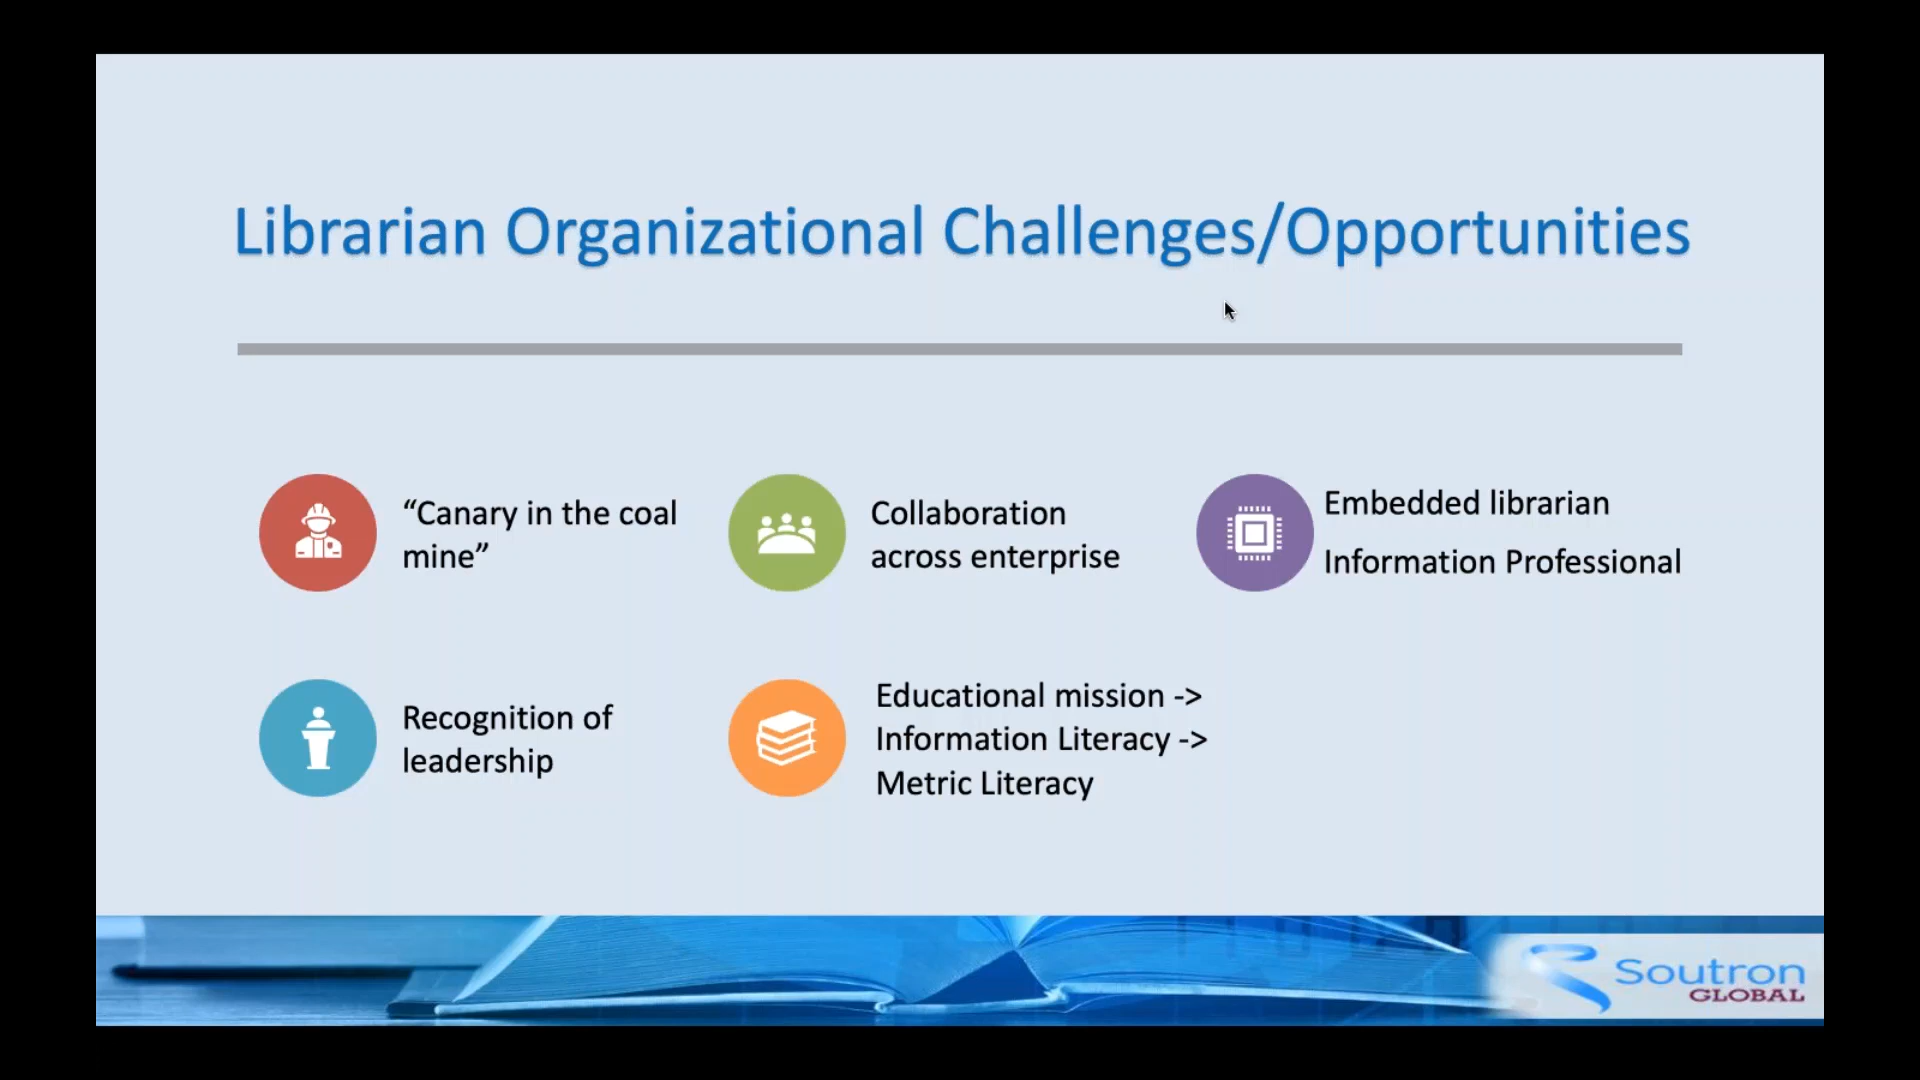 Librarian Organizational Challenges/Opportunities
“Canary in the coal
mine”
Collaboration
across enterprise
Embedded librarian
Information Professional
Recognition of
leadership
Educational mission ->
Information Literacy ->
Metric Literacy
Soutron
GLOBAL